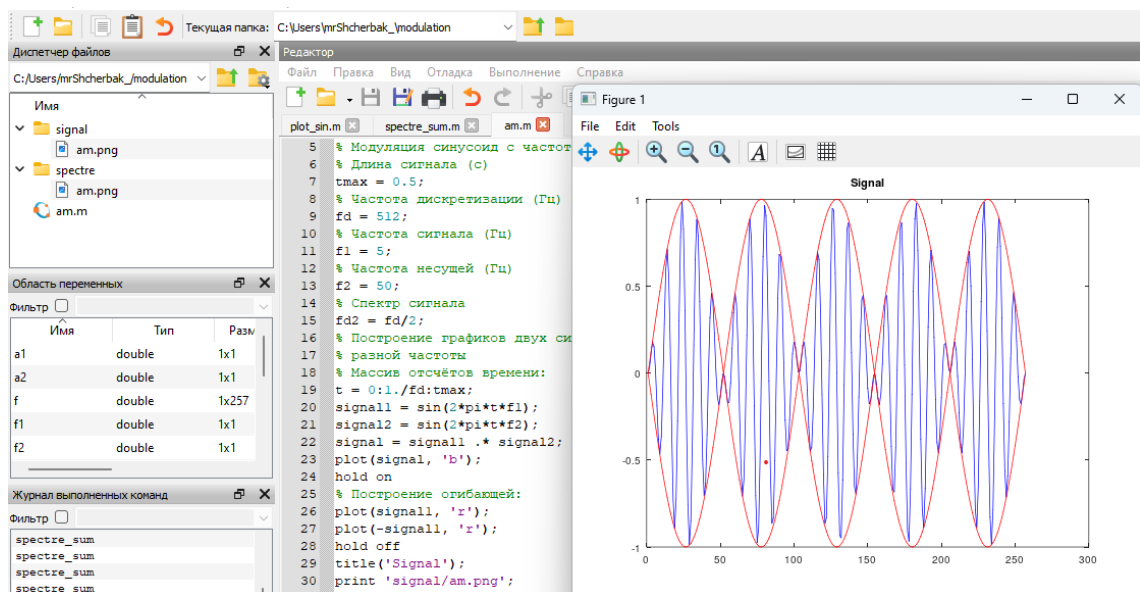 Текущая папка: C:\Users\mrShcherbak_\modulation
Диспетчер файлов
C:/Users/mrShcherbak_/modulation
Имя
signal
am.png
spectre
am.png
am.m
Область переменных
Фильтр
Имя Тип Разм
a1 double 1x1
a2 double 1x1
f double 1x257
f1 double 1x1
f2 double 1x1
Журнал выполненных команд
Фильтр
spectre_sum
spectre_sum
spectre_sum
spectre_sum
Редактор
Файл Правка Вид Отладка Выполнение Справка
plot_sin.m spectre_sum.m am.m
5 % Модуляция синусоид с частот
6 % Длина сигнала (с)
7 tmax = 0.5;
8 % Частота дискретизации (Гц)
9 fd = 512;
10 % Частота сигнала (Гц)
11 f1 = 5;
12 % Частота несущей (Гц)
13 f2 = 50;
14 % Спектр сигнала
15 fd2 = fd/2;
16 % Построение графиков двух си
17 % разной частоты
18 % Массив отсчётов времени:
19 t = 0:1./fd:tmax;
20 signal1 = sin(2*pi*t*f1);
21 signal2 = sin(2*pi*t*f2);
22 signal = signal1 .* signal2;
23 plot(signal, 'b');
24 hold on
25 % Построение огибающей:
26 plot(signal1, 'r');
27 plot(-signal1, 'r');
28 hold off
29 title('Signal');
30 print 'signal/am.png';
Figure 1
File Edit Tools
A
Signal
1
0.5
0
-0.5
-1
0 50 100 150 200 250 300